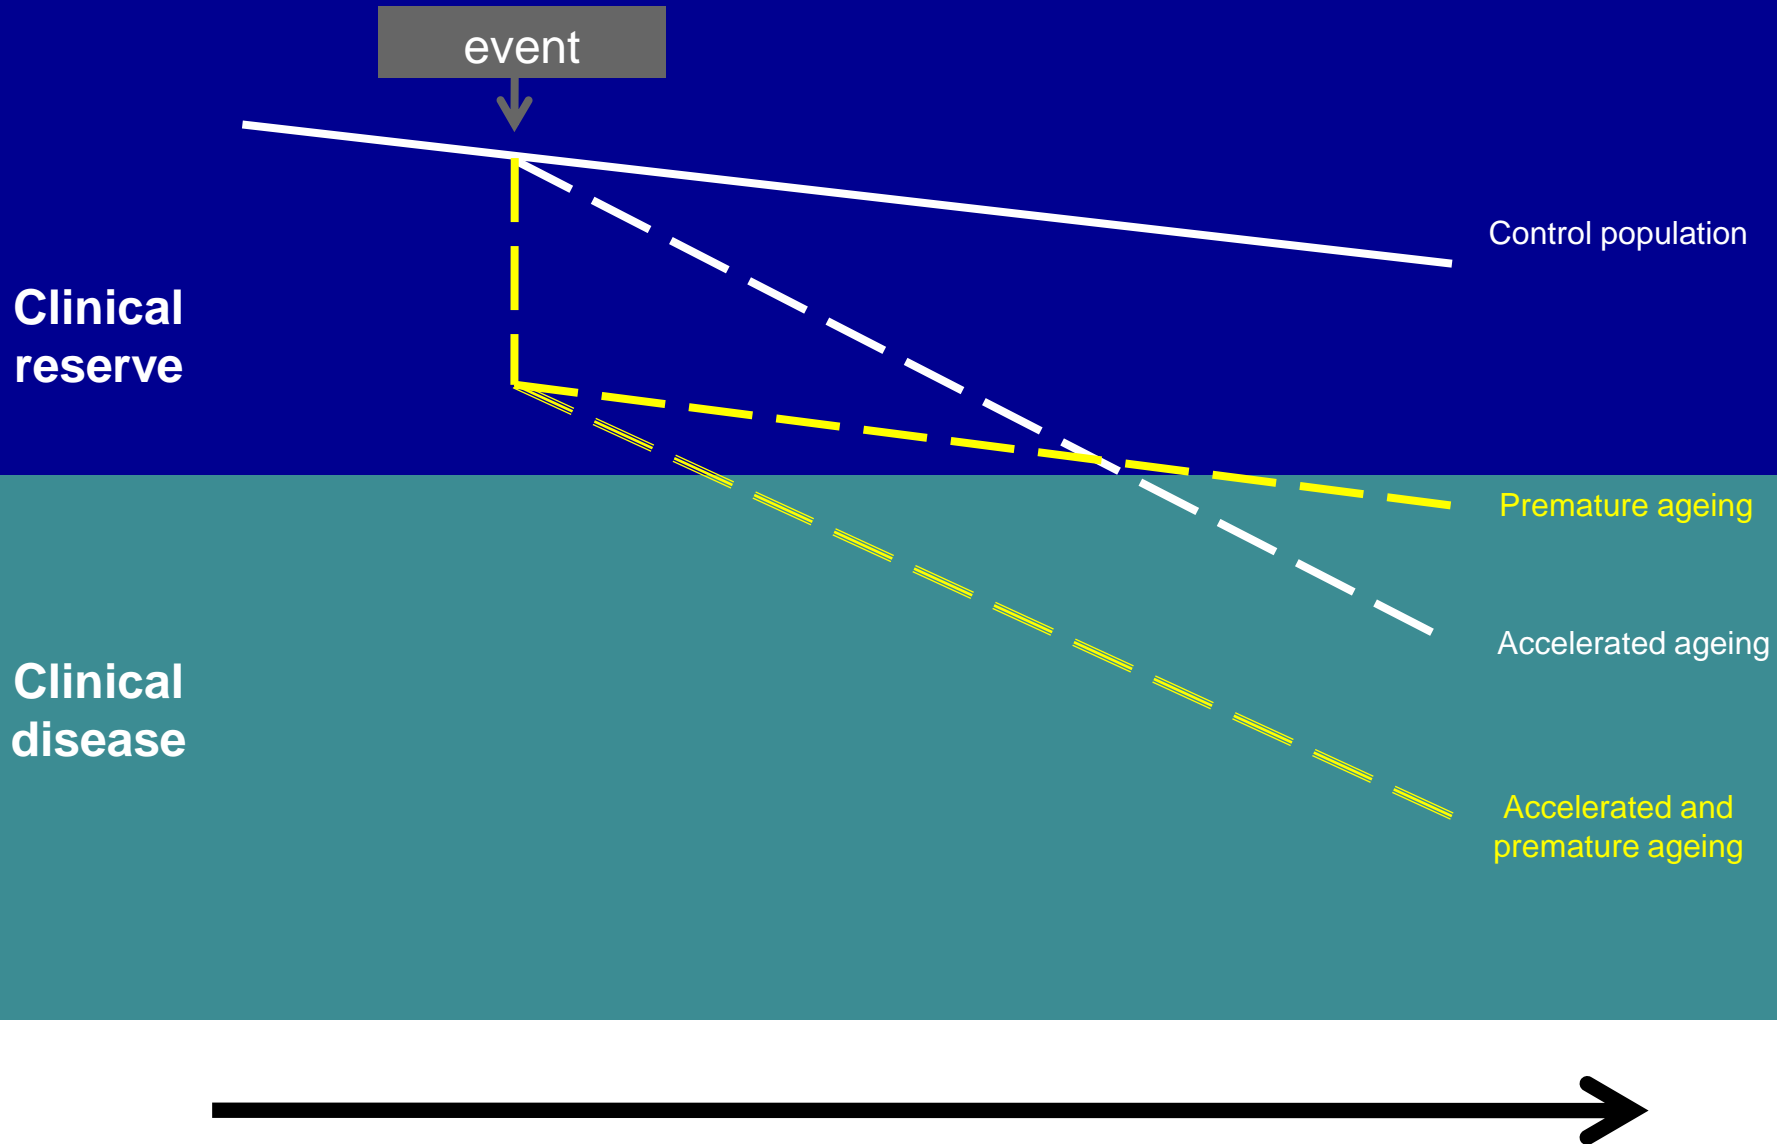 event
Control population
Clinical
reserve
Premature ageing
Accelerated ageing
Clinical
disease
Accelerated and
premature ageing